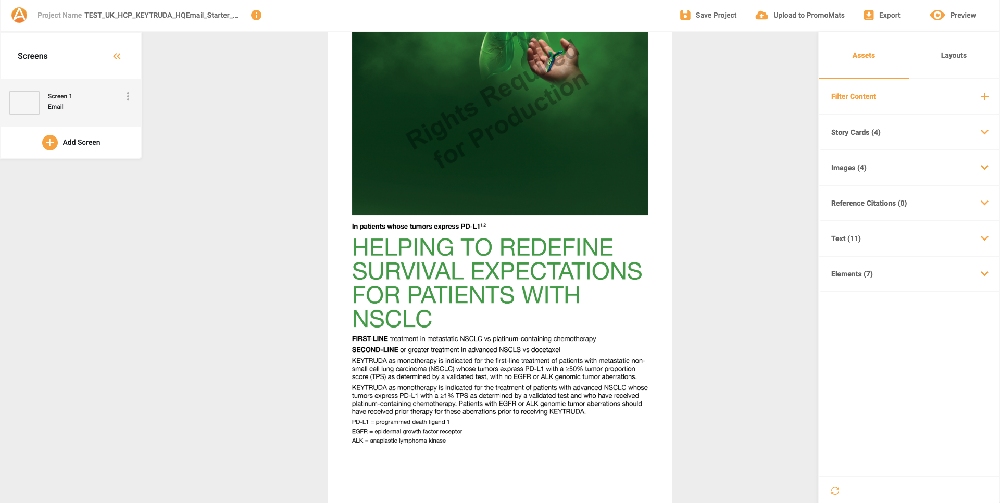 Project Name TEST_UK_HCP_KEYTRUDA_HQEmail_Starter_...
Save Project
Upload to PromoMats
Export
Preview
Screens
Screen 1
Email
Add Screen
Rights Required
for Production
In patients whose tumors express PD-L1¹,²
HELPING TO REDEFINE
SURVIVAL EXPECTATIONS
FOR PATIENTS WITH
NSCLC
FIRST-LINE treatment in metastatic NSCLC vs platinum-containing chemotherapy
SECOND-LINE or greater treatment in advanced NSCLS vs docetaxel
KEYTRUDA as monotherapy is indicated for the first-line treatment of patients with metastatic non-
small cell lung carcinoma (NSCLC) whose tumors express PD-L1 with a ≥50% tumor proportion
score (TPS) as determined by a validated test, with no EGFR or ALK genomic tumor aberrations.
KEYTRUDA as monotherapy is indicated for the treatment of patients with advanced NSCLC whose
tumors express PD-L1 with a ≥1% TPS as determined by a validated test and who have received
platinum-containing chemotherapy. Patients with EGFR or ALK genomic tumor aberrations should
have received prior therapy for these aberrations prior to receiving KEYTRUDA.
PD-L1 = programmed death ligand 1
EGFR = epidermal growth factor receptor
ALK = anaplastic lymphoma kinase
Assets
Layouts
Filter Content
Story Cards (4)
Images (4)
Reference Citations (0)
Text (11)
Elements (7)